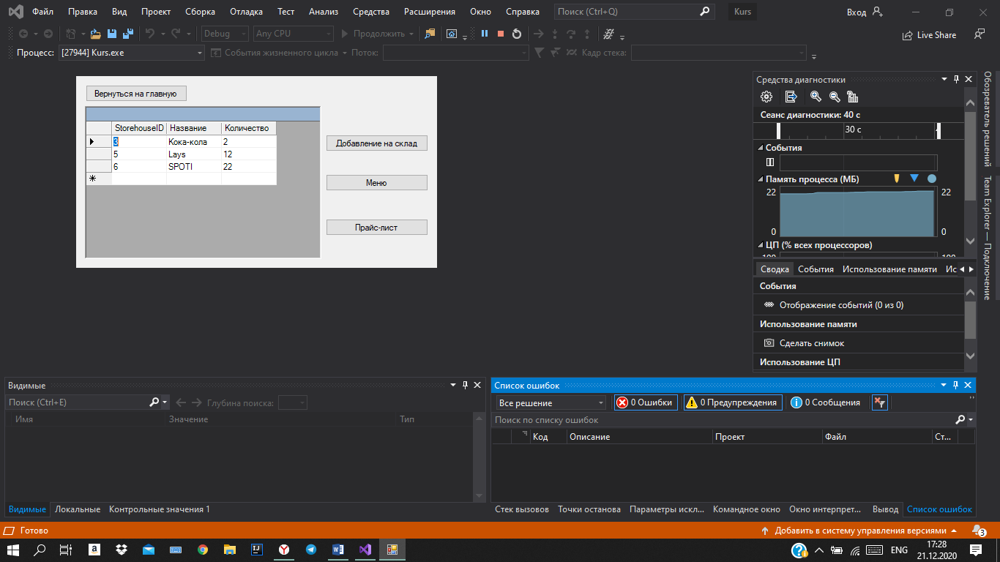 Файл Правка Вид Проект Сборка Отладка Тест Анализ Средства Расширения Окно Справка Поиск (Ctrl+Q) Kurs Вход
Debug Any CPU Продолжить Live Share
Процесс: [27944] Kurs.exe События жизненного цикла Поток: Кадр стека:
Вернуться на главную
StorehouseID Название Количество
3 Кока-кола 2
5 Lays 12
6 SPOTI 22
Добавление на склад
Меню
Прайс-лист
Средства диагностики
Сеанс диагностики: 40 с
30 с
События
Память процесса (МБ)
22 22
0 0
ЦП (% всех процессоров)
100 100
Сводка События Использование памяти Ис
События
Отображение событий (0 из 0)
Использование памяти
Сделать снимок
Использование ЦП
Обозреватель решений
Team Explorer — Подключение
Видимые
Поиск (Ctrl+E) Глубина поиска:
Имя Значение Тип
Видимые Локальные Контрольные значения 1
Список ошибок
Все решение 0 Ошибки 0 Предупреждения 0 Сообщения
Поиск по списку ошибок
Код Описание Проект Файл Ст...
Стек вызовов Точки останова Параметры искл... Командное окно Окно интерпрет... Вывод Список ошибок
Готово Добавить в систему управления версиями 3
ENG 17:28
21.12.2020